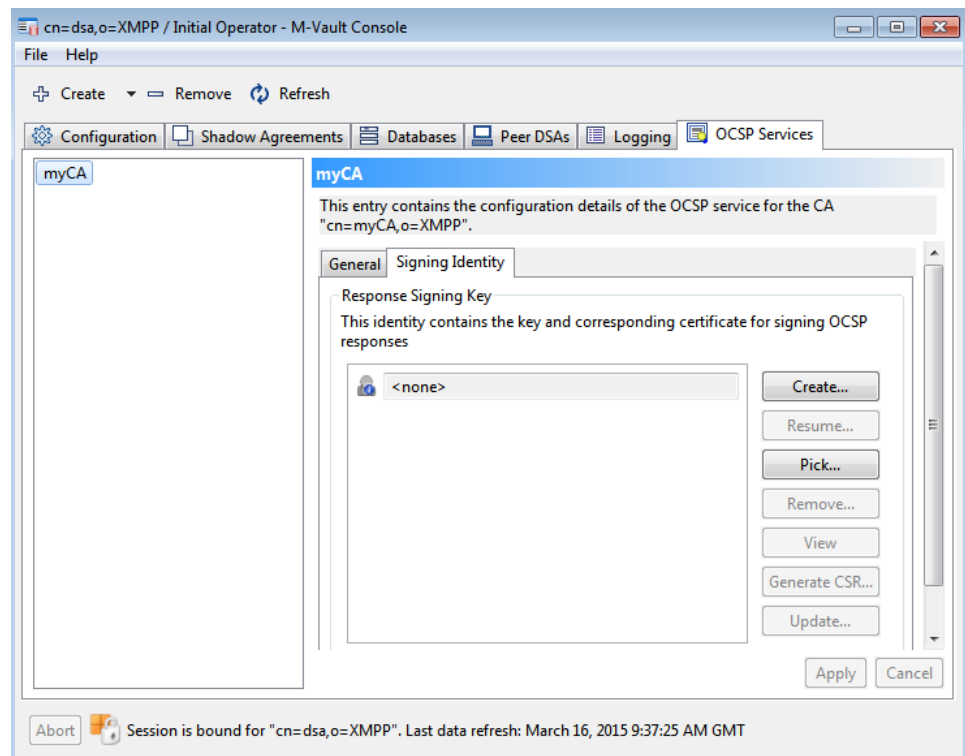 cn=dsa,o=XMPP / Initial Operator - M-Vault Console
File Help
Create Remove Refresh
Configuration Shadow Agreements Databases Peer DSAs Logging OCSP Services
myCA
myCA
This entry contains the configuration details of the OCSP service for the CA
"cn=myCA,o=XMPP".
General Signing Identity
Response Signing Key
This identity contains the key and corresponding certificate for signing OCSP
responses
<none>
Create...
Resume...
Pick...
Remove...
View
Generate CSR...
Update...
Apply Cancel
Abort Session is bound for "cn=dsa,o=XMPP". Last data refresh: March 16, 2015 9:37:25 AM GMT